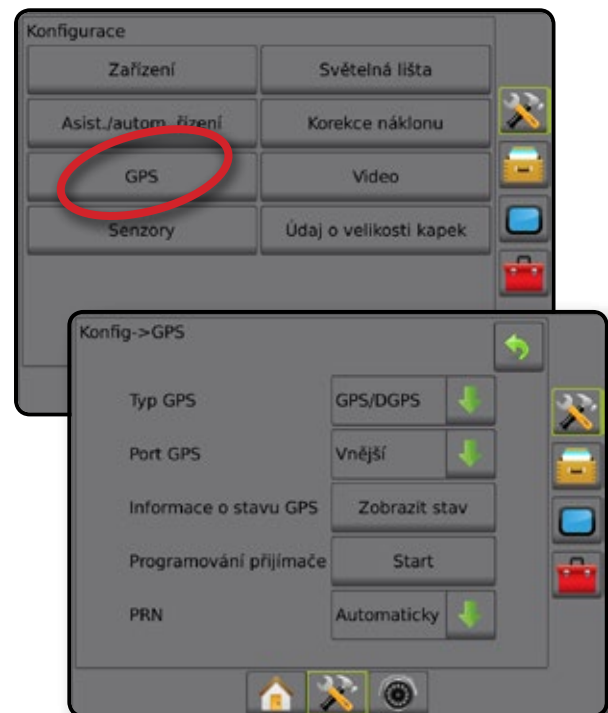 Konfigurace
Zařízení
Světelná lišta
Asist./autom. řízení
Korekce náklonu
GPS
Video
Senzory
Údaj o velikosti kapek
Konfig->GPS
Typ GPS
GPS/DGPS
Port GPS
Vnější
Informace o stavu GPS
Zobrazit stav
Programování přijímače
Start
PRN
Automaticky